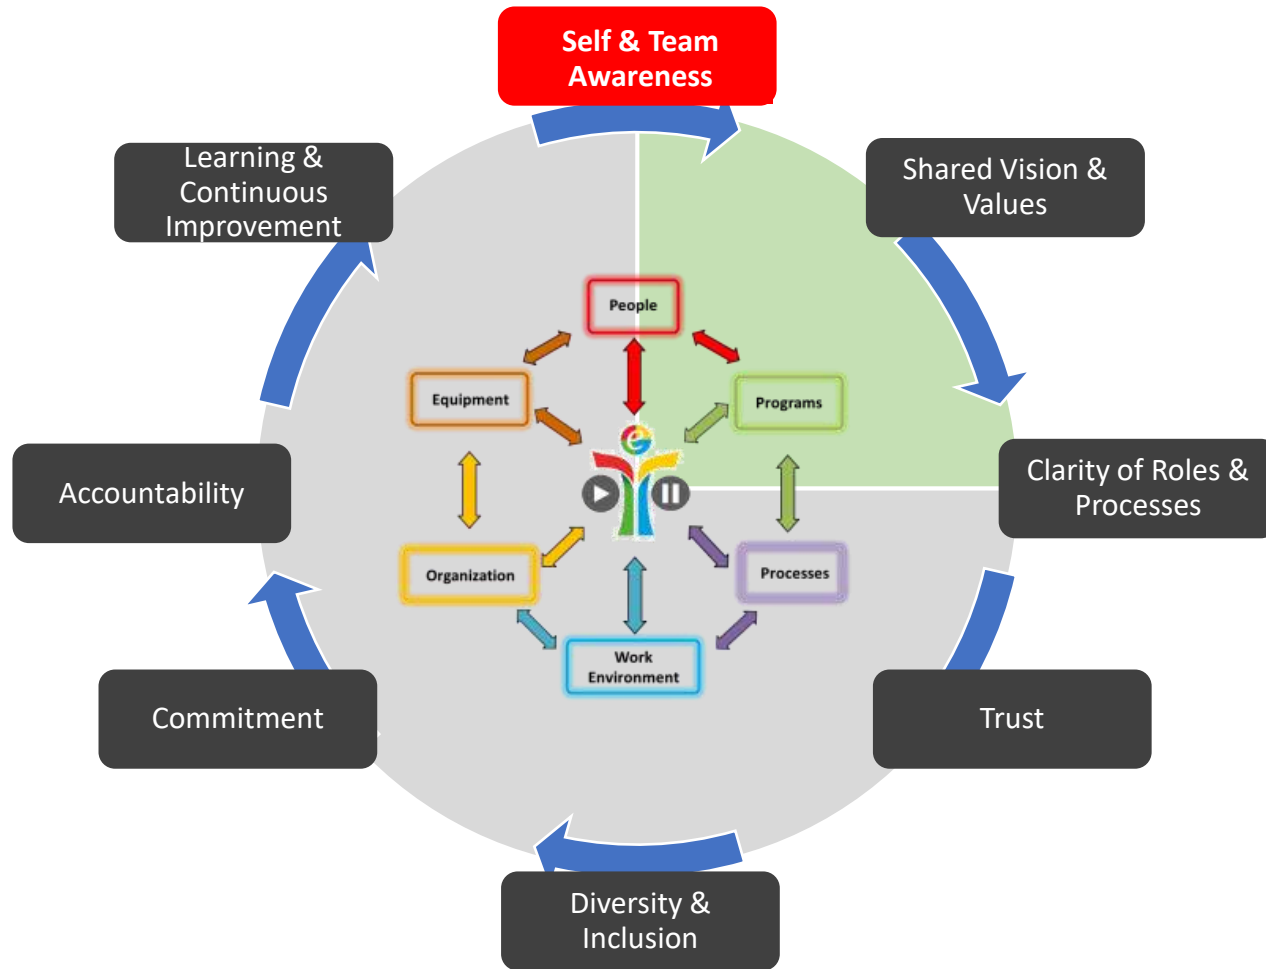 Self & Team
Awareness
Learning &
Continuous
Improvement
Shared Vision &
Values
People
Equipment
Programs
e
Accountability
Clarity of Roles &
Processes
Organization
Processes
Work
Environment
Commitment
Trust
Diversity &
Inclusion